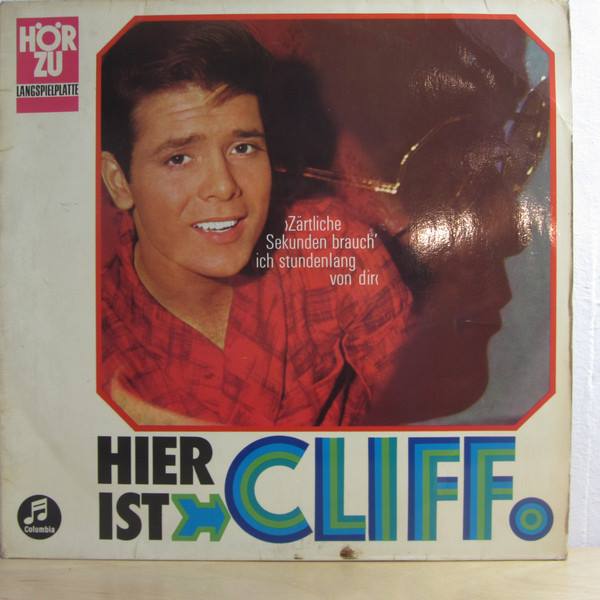 HÖR
ZU
LANGSPIELPLATTE
›Zärtliche
Sekunden brauch'
ich stundenlang
von dir‹
HIER
IST CLIFF.
Columbia